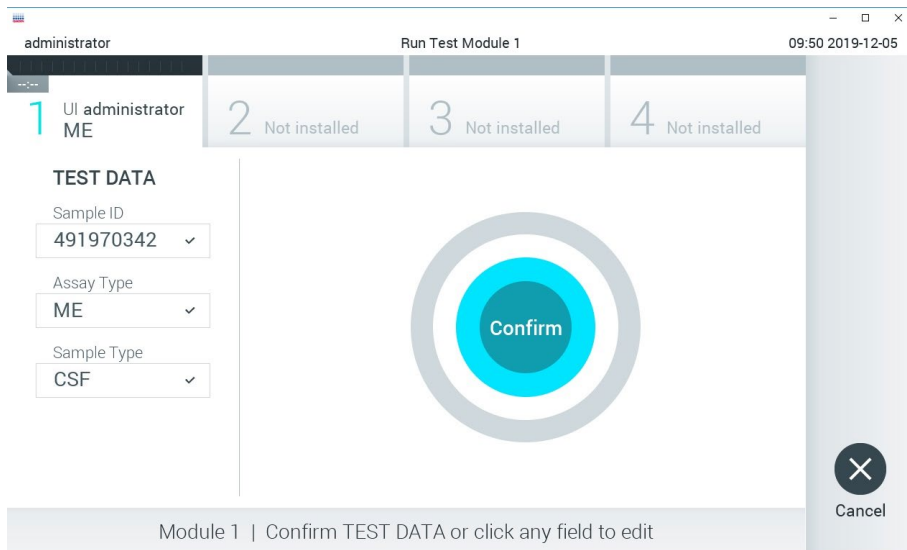 administrator Run Test Module 1 09:50 2019-12-05
--:--
1 UI administrator
ME
2 Not installed
3 Not installed
4 Not installed
TEST DATA
Sample ID
491970342
Assay Type
ME
Sample Type
CSF
Confirm
Cancel
Module 1 | Confirm TEST DATA or click any field to edit